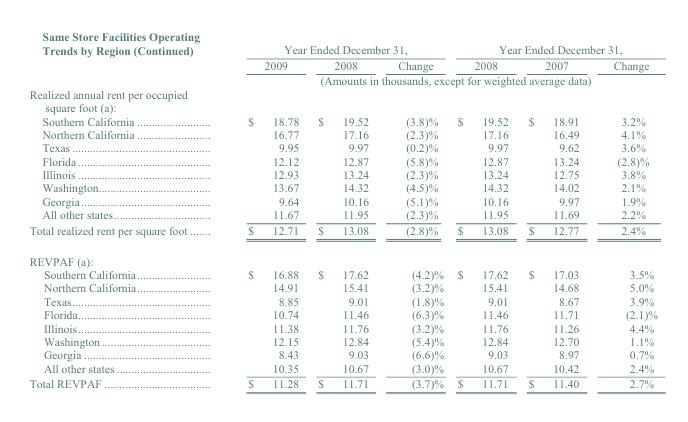 Same Store Facilities Operating
Trends by Region (Continued)
Year Ended December 31, Year Ended December 31,
2009 2008 Change 2008 2007 Change
(Amounts in thousands, except for weighted average data)
Realized annual rent per occupied
square foot (a):
Southern California ......................... $ 18.78 $ 19.52 (3.8)% $ 19.52 $ 18.91 3.2%
Northern California ......................... 16.77 17.16 (2.3)% 17.16 16.49 4.1%
Texas ............................................... 9.95 9.97 (0.2)% 9.97 9.62 3.6%
Florida ............................................. 12.12 12.87 (5.8)% 12.87 13.24 (2.8)%
Illinois ............................................. 12.93 13.24 (2.3)% 13.24 12.75 3.8%
Washington...................................... 13.67 14.32 (4.5)% 14.32 14.02 2.1%
Georgia ............................................ 9.64 10.16 (5.1)% 10.16 9.97 1.9%
All other states................................. 11.67 11.95 (2.3)% 11.95 11.69 2.2%
Total realized rent per square foot ....... $ 12.71 $ 13.08 (2.8)% $ 13.08 $ 12.77 2.4%
REVPAF (a):
Southern California ......................... $ 16.88 $ 17.62 (4.2)% $ 17.62 $ 17.03 3.5%
Northern California ......................... 14.91 15.41 (3.2)% 15.41 14.68 5.0%
Texas ............................................... 8.85 9.01 (1.8)% 9.01 8.67 3.9%
Florida.............................................. 10.74 11.46 (6.3)% 11.46 11.71 (2.1)%
Illinois.............................................. 11.38 11.76 (3.2)% 11.76 11.26 4.4%
Washington ..................................... 12.15 12.84 (5.4)% 12.84 12.70 1.1%
Georgia ............................................ 8.43 9.03 (6.6)% 9.03 8.97 0.7%
All other states ................................ 10.35 10.67 (3.0)% 10.67 10.42 2.4%
Total REVPAF .................................... $ 11.28 $ 11.71 (3.7)% $ 11.71 $ 11.40 2.7%